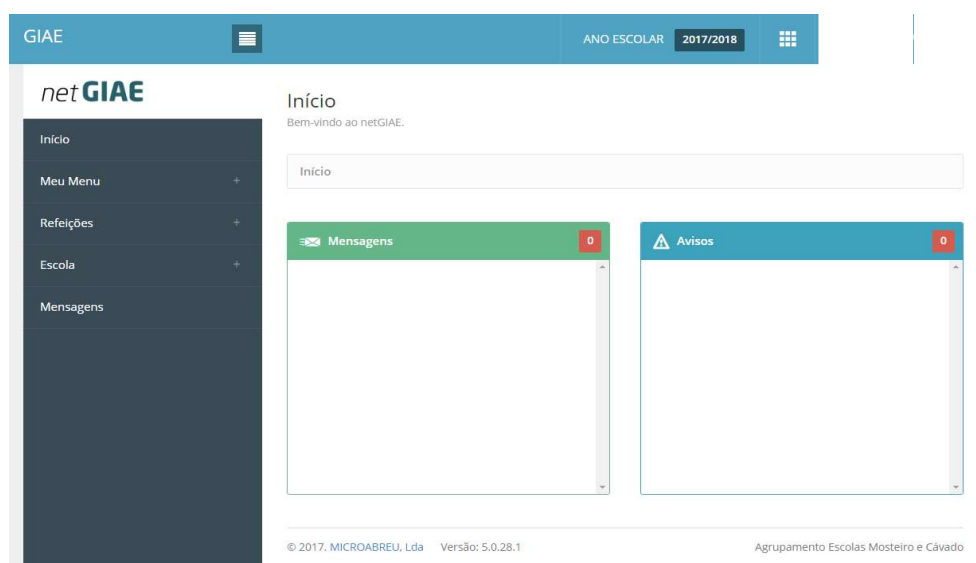 GIAE
ANO ESCOLAR 2017/2018
netGIAE
Início
Meu Menu +
Refeições +
Escola +
Mensagens
Início
Bem-vindo ao netGIAE.
Início
Mensagens 0
Avisos 0
© 2017. MICROABREU, Lda Versão: 5.0.28.1
Agrupamento Escolas Mosteiro e Cávado